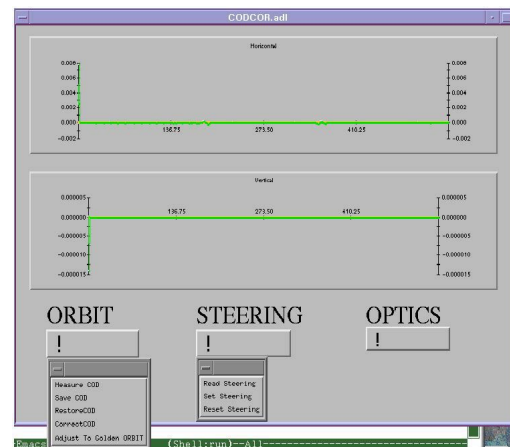 CODCOR.adl
Horizontal
0.008 0.008
0.006 0.006
0.004 0.004
0.002 0.002
0.000 0.000
136.75 273.50 410.25
-0.002 -0.002
Vertical
0.000005 0.000005
136.75 273.50 410.25
0.000000 0.000000
-0.000005 -0.000005
-0.000010 -0.000010
-0.000015 -0.000015
ORBIT STEERING OPTICS
! ! !
Measure COD
Save COD
RestoreCOD
CorrectCOD
Adjust To Golden ORBIT
Read Steering
Set Steering
Reset Steering
Emacs (Shell:run)--All